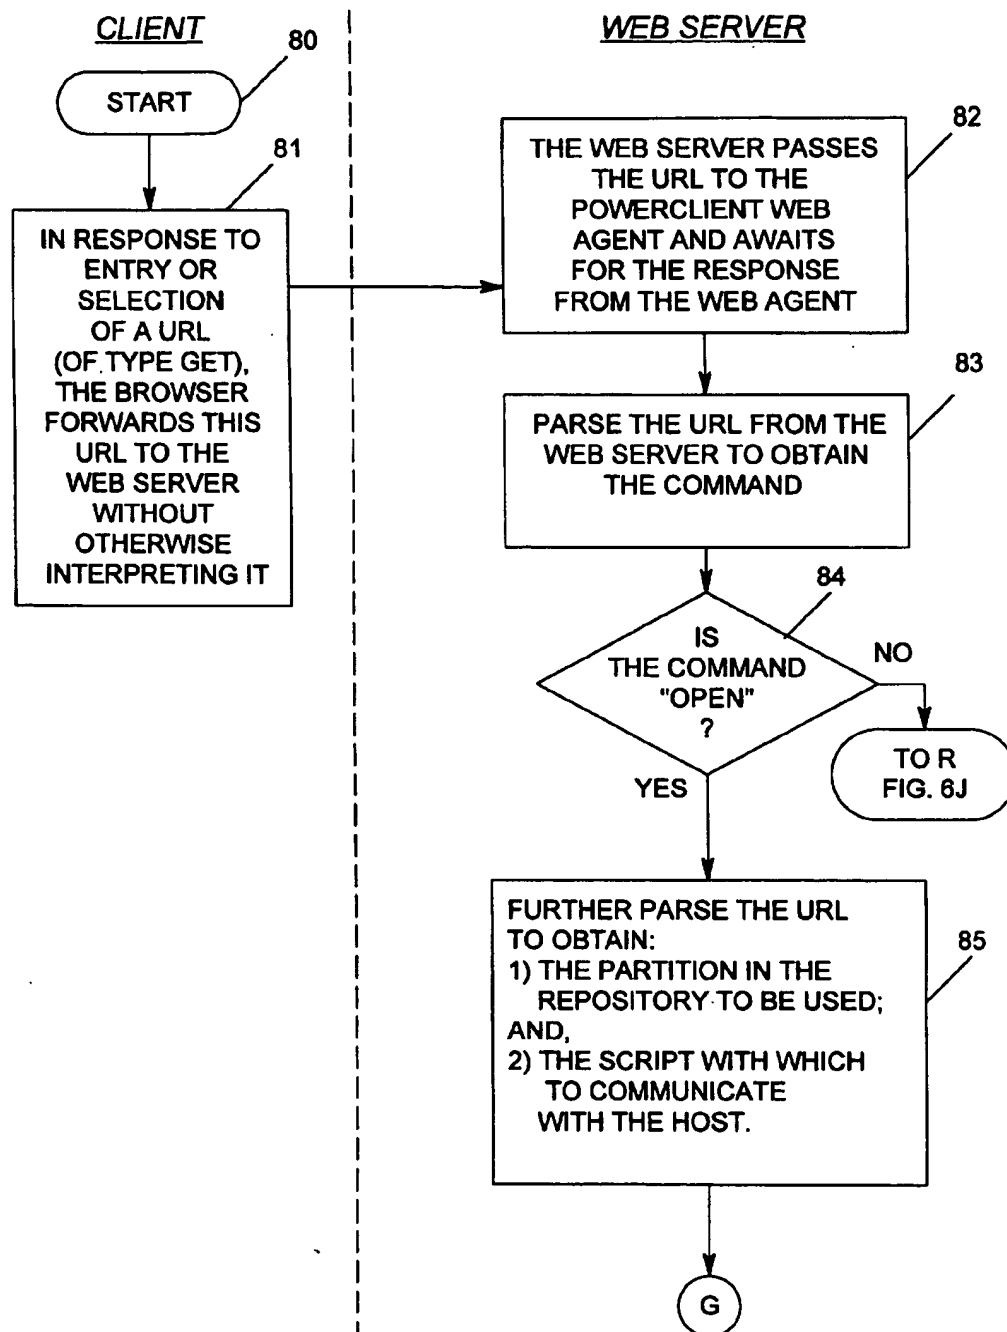 CLIENT
80
START
81
IN RESPONSE TO
ENTRY OR
SELECTION
OF A URL
(OF TYPE GET),
THE BROWSER
FORWARDS THIS
URL TO THE
WEB SERVER
WITHOUT
OTHERWISE
INTERPRETING IT
WEB SERVER
82
THE WEB SERVER PASSES
THE URL TO THE
POWERCLIENT WEB
AGENT AND AWAITS
FOR THE RESPONSE
FROM THE WEB AGENT
83
PARSE THE URL FROM THE
WEB SERVER TO OBTAIN
THE COMMAND
84
IS
THE COMMAND
"OPEN"
?
NO
TO R
FIG. 6J
YES
85
FURTHER PARSE THE URL
TO OBTAIN:
1) THE PARTITION IN THE
REPOSITORY TO BE USED;
AND,
2) THE SCRIPT WITH WHICH
TO COMMUNICATE
WITH THE HOST.
G